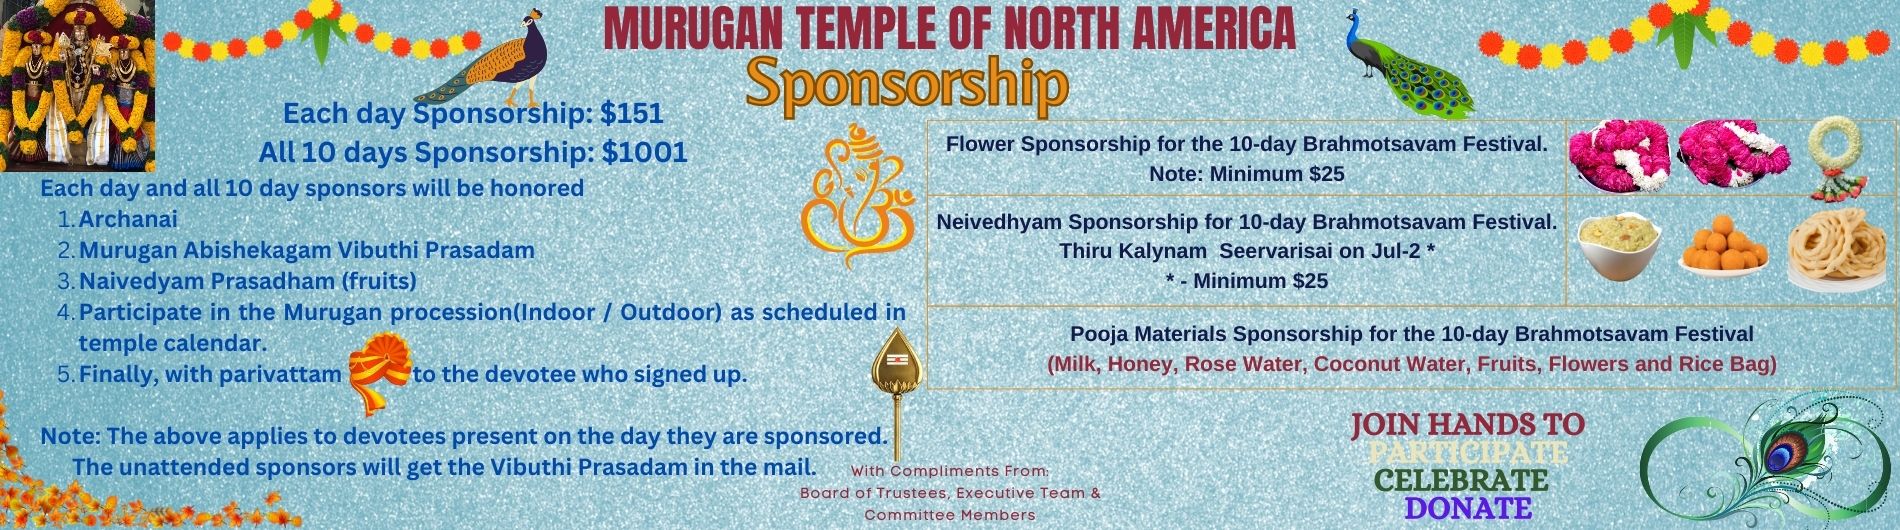 MURUGAN TEMPLE OF NORTH AMERICA
Sponsorship
Each day Sponsorship: $151
All 10 days Sponsorship: $1001
Each day and all 10 day sponsors will be honored
1. Archanai
2. Murugan Abishekagam Vibuthi Prasadam
3. Naivedyam Prasadham (fruits)
4. Participate in the Murugan procession(Indoor / Outdoor) as scheduled in
temple calendar.
5. Finally, with parivattam to the devotee who signed up.
Note: The above applies to devotees present on the day they are sponsored.
The unattended sponsors will get the Vibuthi Prasadam in the mail.
Flower Sponsorship for the 10-day Brahmotsavam Festival.
Note: Minimum $25
Neivedhyam Sponsorship for 10-day Brahmotsavam Festival.
Thiru Kalynam Seervarisai on Jul-2 *
* - Minimum $25
Pooja Materials Sponsorship for the 10-day Brahmotsavam Festival
(Milk, Honey, Rose Water, Coconut Water, Fruits, Flowers and Rice Bag)
With Compliments From:
Board of Trustees, Executive Team &
Committee Members
JOIN HANDS TO
PARTICIPATE
CELEBRATE
DONATE